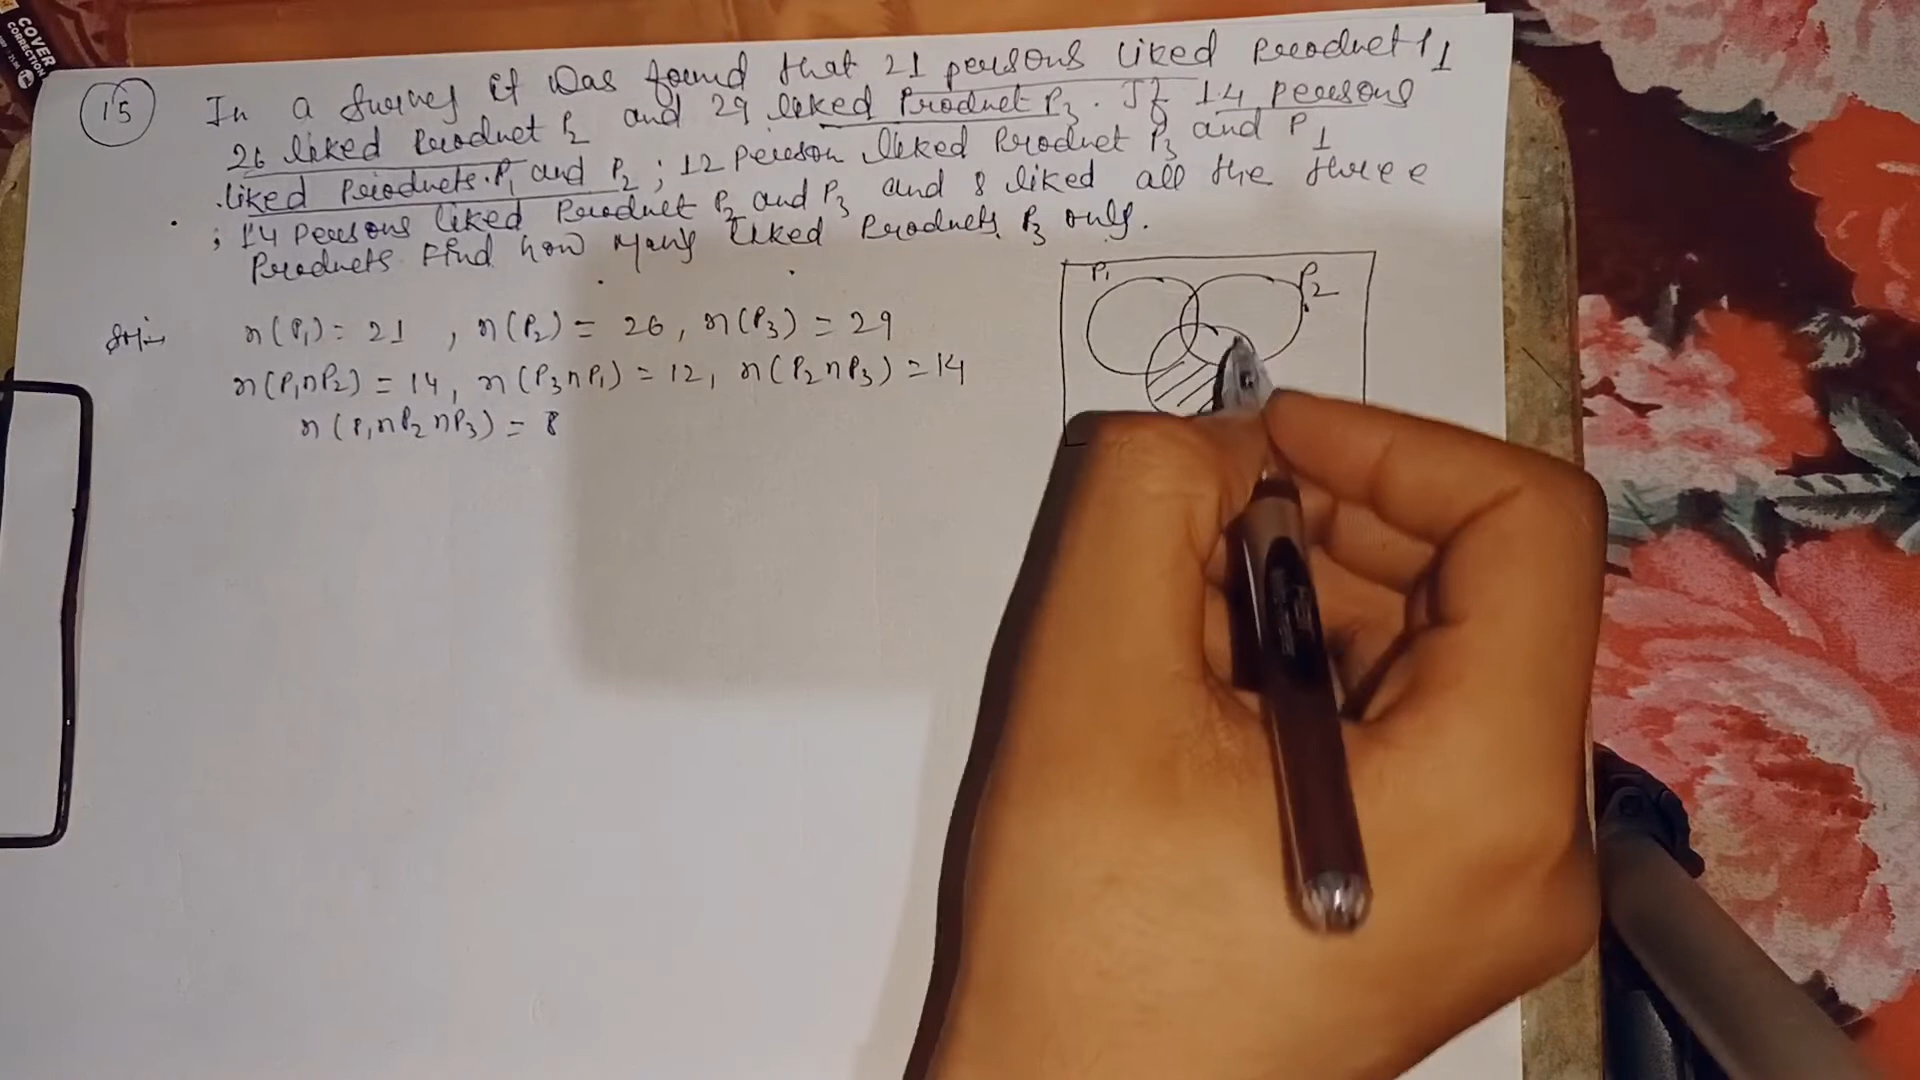 COVER
CORRECTION
15
In a survey it was found that 21 persons liked Product P1
26 liked Product P2 and 29 liked Product P3. If 14 persons
liked Products P1 and P2; 12 person liked Product P3 and P1
; 14 persons liked Product P2 and P3 and 8 liked all the three
Products Find how many liked Products P3 only.
P1
P2
Sol:-
n(P1) = 21, n(P2) = 26, n(P3) = 29
n(P1∩P2) = 14, n(P3∩P1) = 12, n(P2∩P3) = 14
n(P1∩P2∩P3) = 8